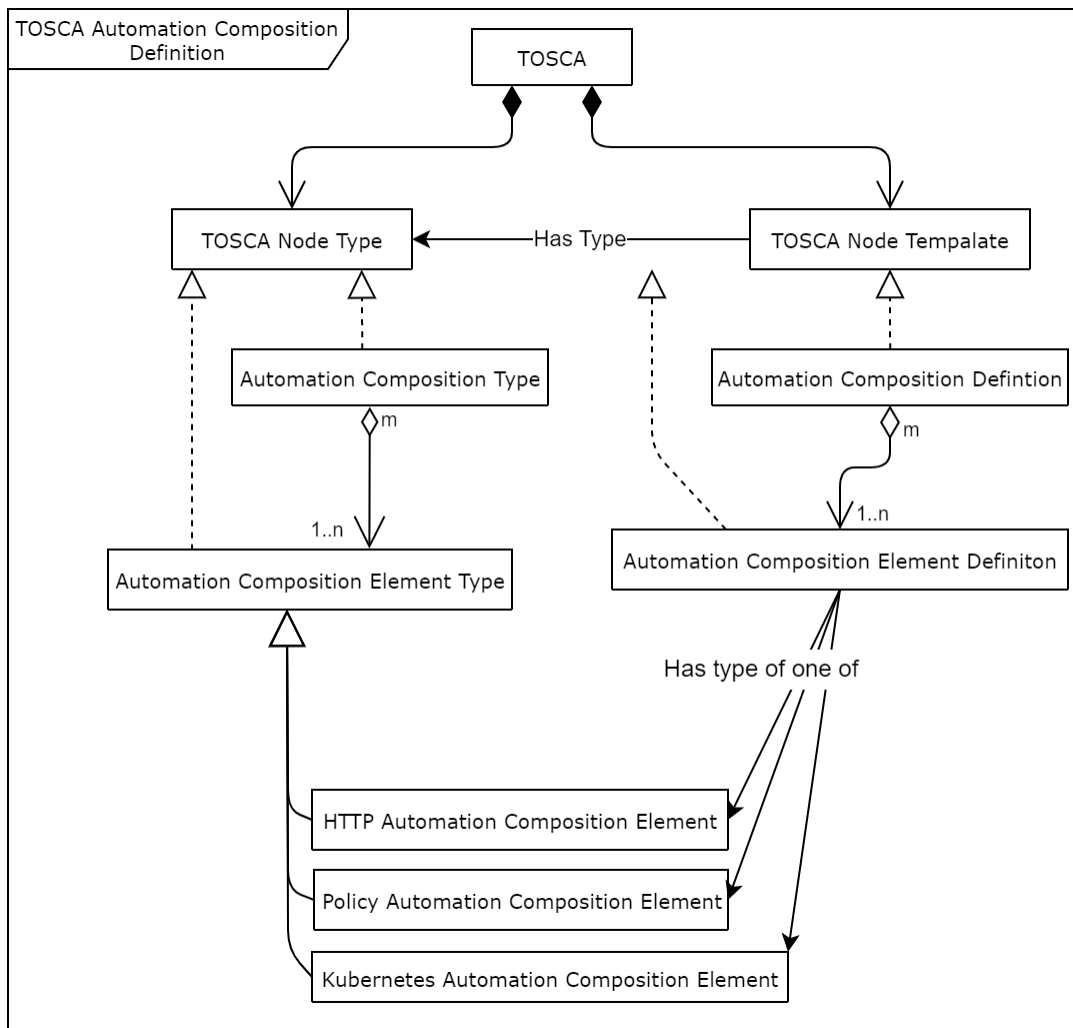 TOSCA Automation Composition
Definition
TOSCA
TOSCA Node Type
Has Type
TOSCA Node Tempalate
Automation Composition Type
Automation Composition Defintion
m
m
1..n
1..n
Automation Composition Element Type
Automation Composition Element Definiton
Has type of one of
HTTP Automation Composition Element
Policy Automation Composition Element
Kubernetes Automation Composition Element